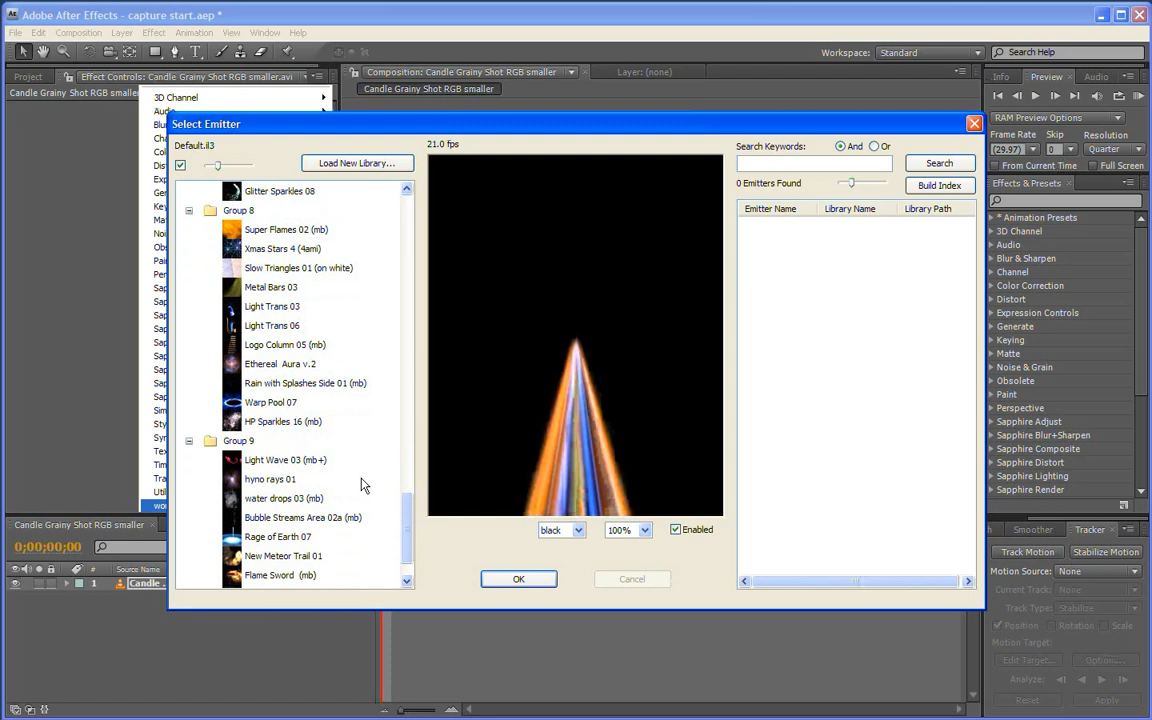 Adobe After Effects - capture start.aep *
File Edit Composition Layer Effect Animation View Window Help
Workspace: Standard Search Help
Project Effect Controls: Candle Grainy Shot RGB smaller.avi Composition: Candle Grainy Shot RGB smaller Layer: (none) Info Preview Audio
Candle Grainy Shot RGB smaller
Candle Grainy Shot RGB smaller
3D Channel
RAM Preview Options
Frame Rate Skip Resolution
(29.97) 0 Quarter
From Current Time Full Screen
Effects & Presets
* Animation Presets
3D Channel
Audio
Blur & Sharpen
Channel
Color Correction
Distort
Expression Controls
Generate
Keying
Matte
Noise & Grain
Obsolete
Paint
Perspective
Sapphire Adjust
Sapphire Blur+Sharpen
Sapphire Composite
Sapphire Distort
Sapphire Lighting
Sapphire Render
Select Emitter
Default.il3
Load New Library...
Glitter Sparkles 08
Group 8
Super Flames 02 (mb)
Xmas Stars 4 (4ami)
Slow Triangles 01 (on white)
Metal Bars 03
Light Trans 03
Light Trans 06
Logo Column 05 (mb)
Ethereal Aura v.2
Rain with Splashes Side 01 (mb)
Warp Pool 07
HP Sparkles 16 (mb)
Group 9
Light Wave 03 (mb+)
hyno rays 01
water drops 03 (mb)
Bubble Streams Area 02a (mb)
Rage of Earth 07
New Meteor Trail 01
Flame Sword (mb)
21.0 fps
black 100% Enabled
OK Cancel
Search Keywords: And Or
Search
0 Emitters Found Build Index
Emitter Name Library Name Library Path
Candle Grainy Shot RGB smaller
0;00;00;00
# Source Name
1 Candle
Smoother Tracker
Track Motion Stabilize Motion
Motion Source: None
Current Track: None
Track Type: Stabilize
Position Rotation Scale
Motion Target:
Edit Target... Options...
Analyze:
Reset Apply